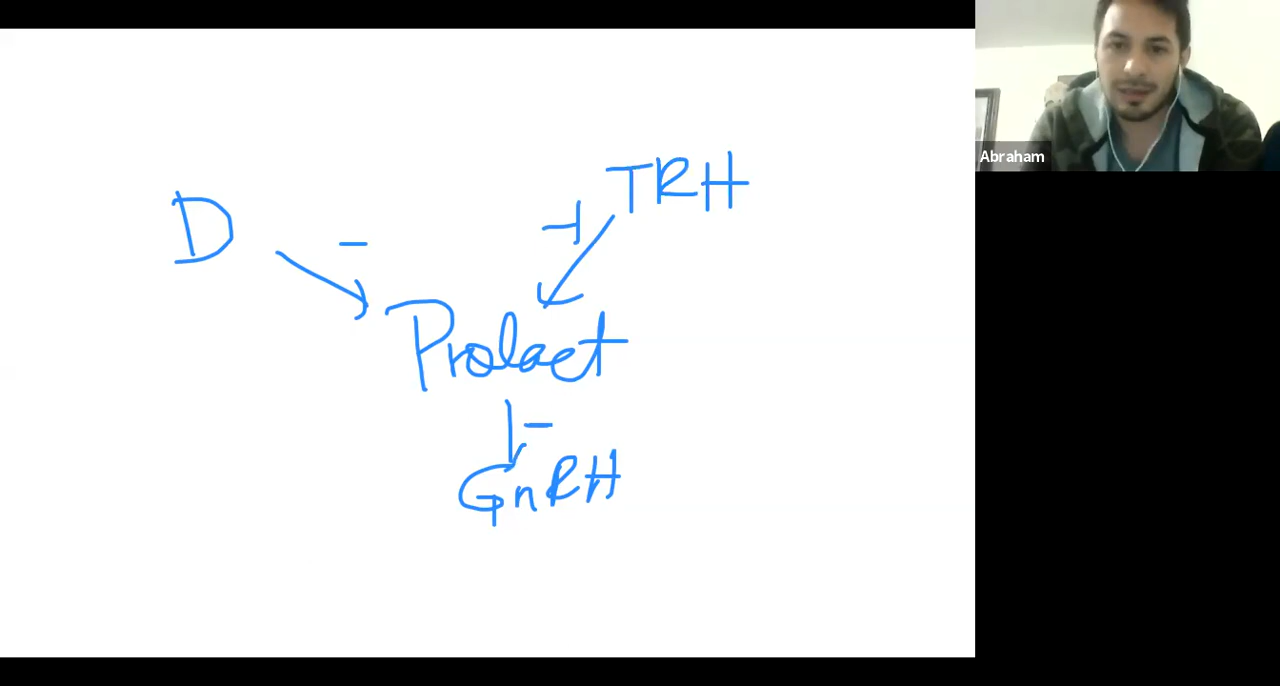 TRH
Abraham
D
-
+
Prolact
-
GnRH